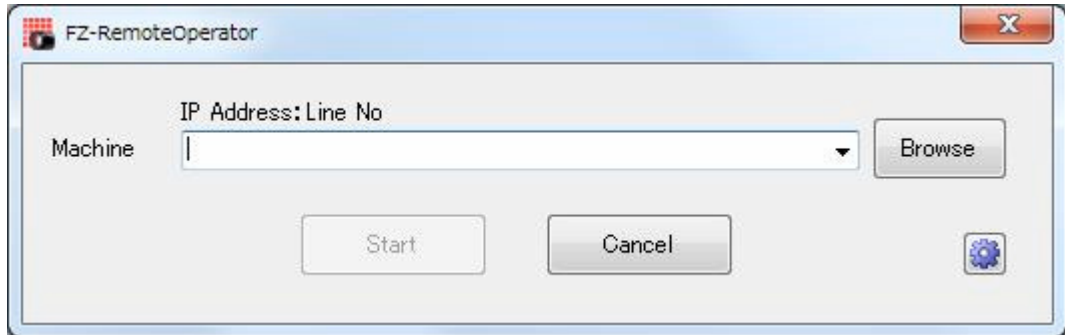 FZ-RemoteOperator
IP Address:Line No
Machine
Browse
Start
Cancel